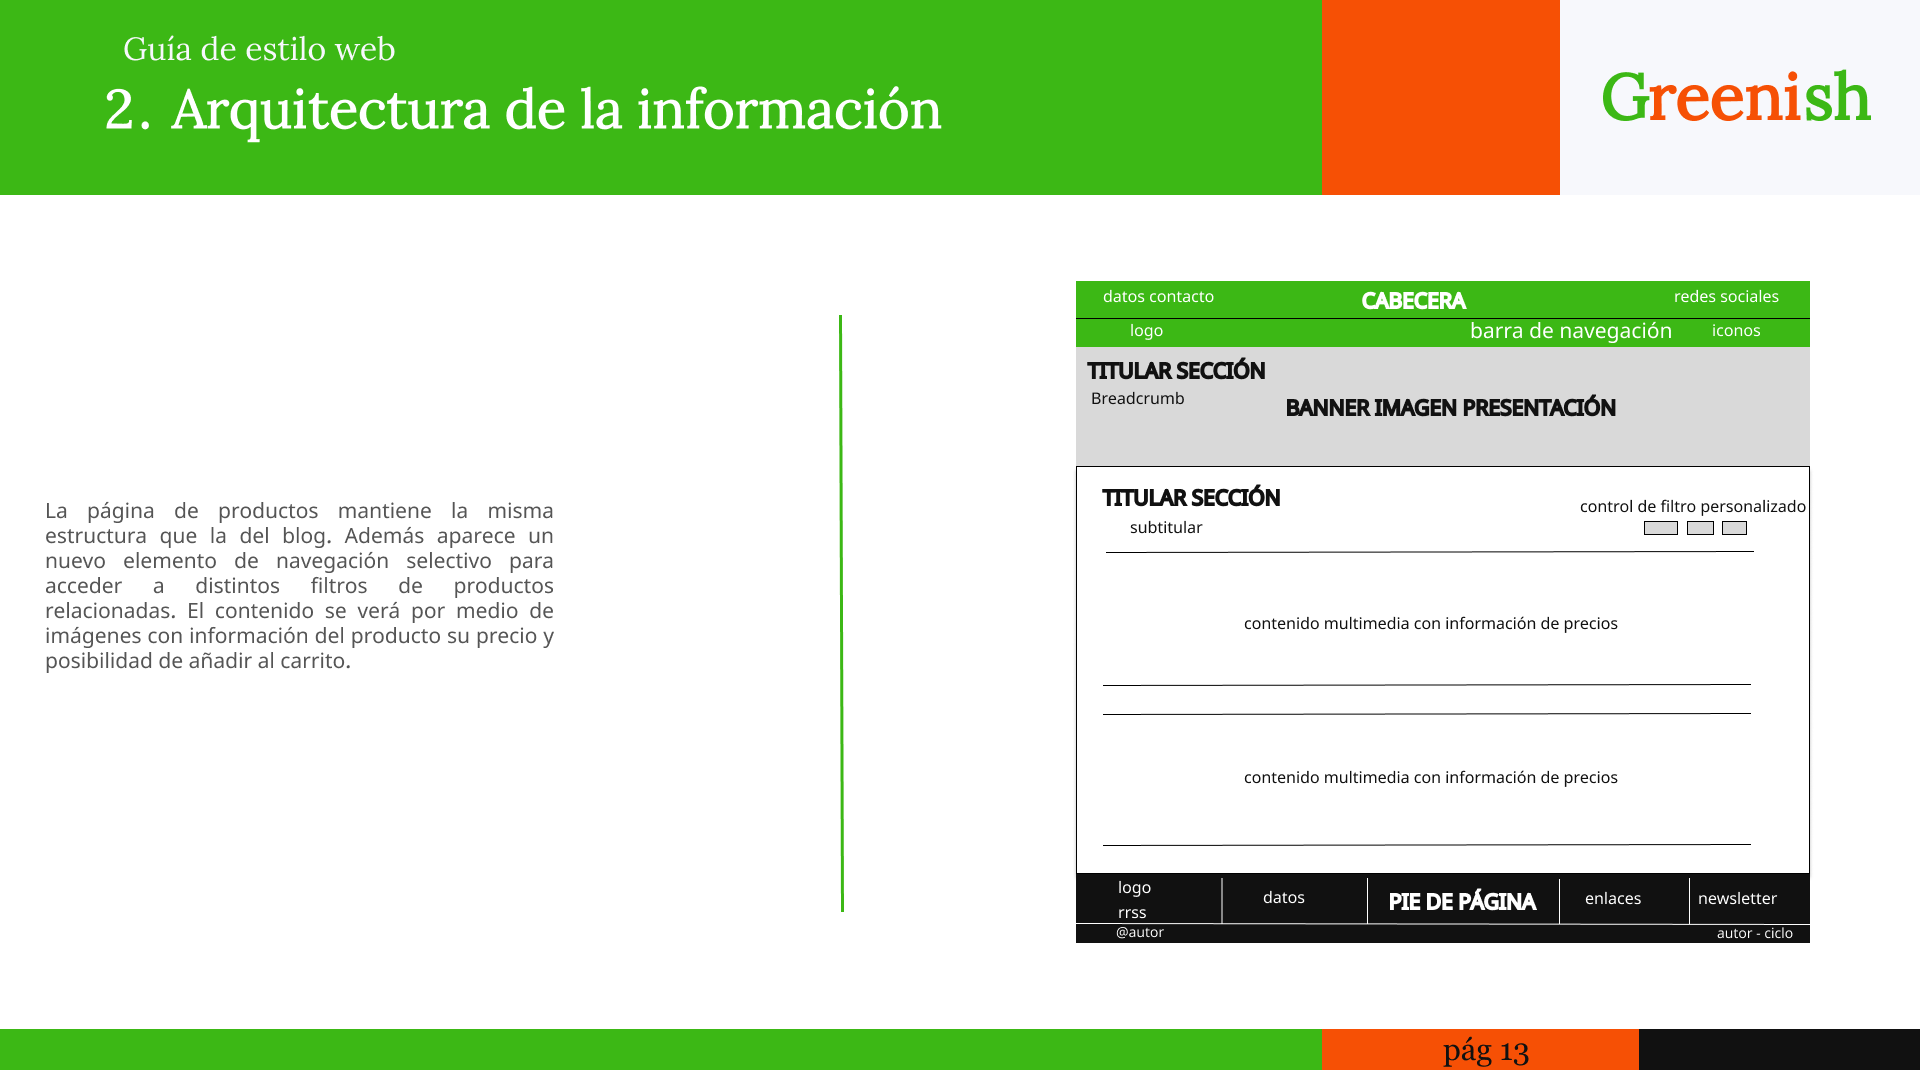 Guía de estilo web
2. Arquitectura de la información
Greenish
La página de productos mantiene la misma
estructura que la del blog. Además aparece un
nuevo elemento de navegación selectivo para
acceder a distintos filtros de productos
relacionadas. El contenido se verá por medio de
imágenes con información del producto su precio y
posibilidad de añadir al carrito.
datos contacto CABECERA redes sociales
logo barra de navegación iconos
TITULAR SECCIÓN
Breadcrumb
BANNER IMAGEN PRESENTACIÓN
TITULAR SECCIÓN
subtitular
control de filtro personalizado
contenido multimedia con información de precios
contenido multimedia con información de precios
logo
rrss
datos
PIE DE PÁGINA
enlaces
newsletter
@autor
autor - ciclo
pág 13